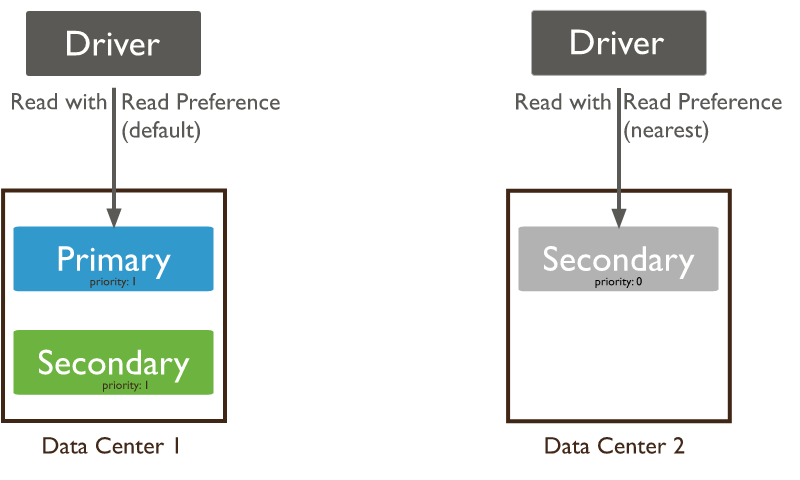 Driver
Read with Read Preference
(default)
Primary
priority: 1
Secondary
priority: 1
Data Center 1
Driver
Read with Read Preference
(nearest)
Secondary
priority: 0
Data Center 2